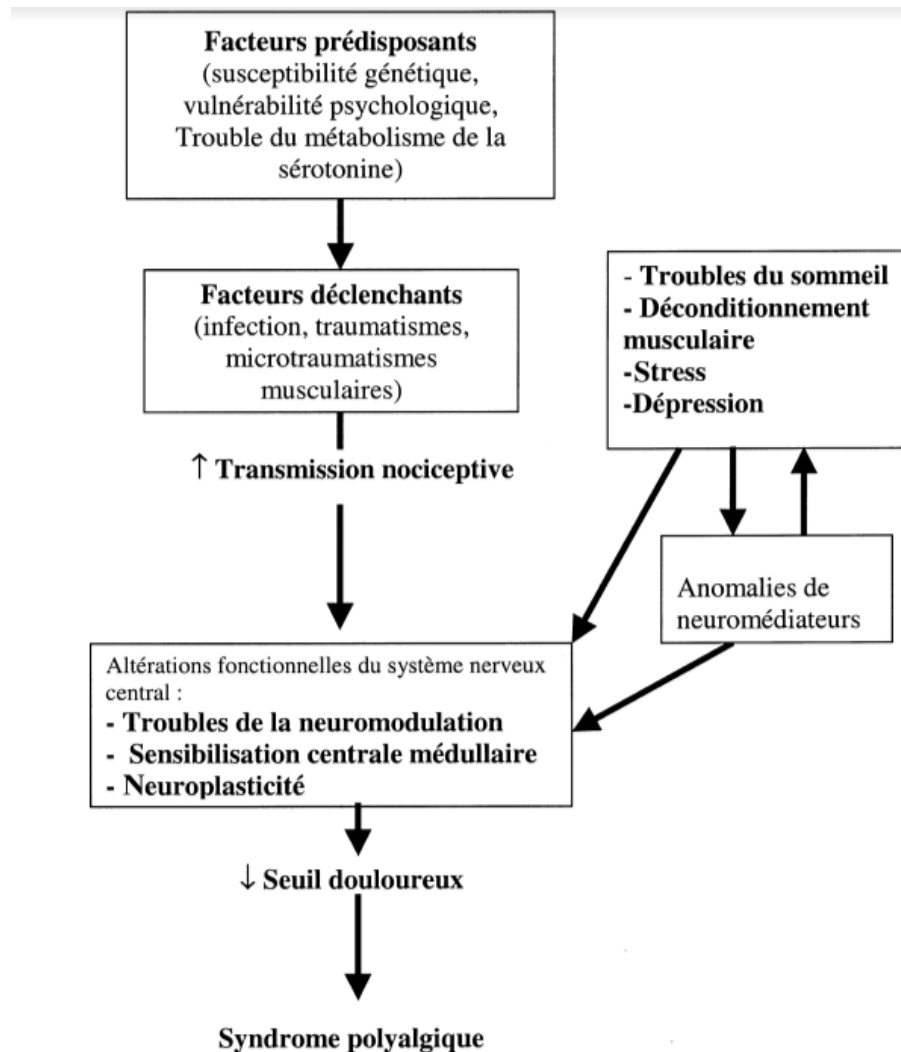 Facteurs prédisposants
(susceptibilité génétique,
vulnérabilité psychologique,
Trouble du métabolisme de la
sérotonine)
Facteurs déclenchants
(infection, traumatismes,
microtraumatismes
musculaires)
- Troubles du sommeil
- Déconditionnement
musculaire
-Stress
-Dépression
↑ Transmission nociceptive
Anomalies de
neuromédiateurs
Altérations fonctionnelles du système nerveux
central :
- Troubles de la neuromodulation
- Sensibilisation centrale médullaire
- Neuroplasticité
↓ Seuil douloureux
Syndrome polyalgique